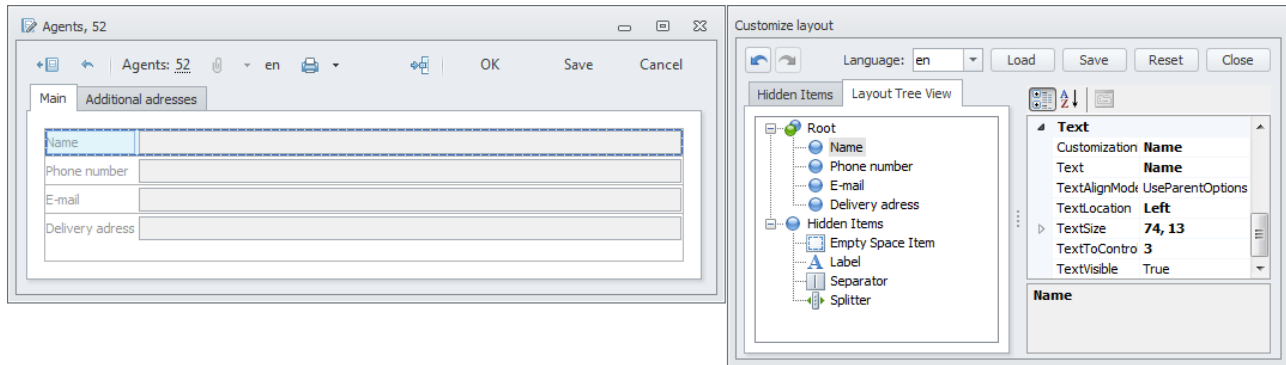 Agents, 52
Agents: 52 en OK Save Cancel
Main Additional adresses
Name
Phone number
E-mail
Delivery adress
Customize layout
Language: en Load Save Reset Close
Hidden Items Layout Tree View
Root
Name
Phone number
E-mail
Delivery adress
Hidden Items
Empty Space Item
A Label
Separator
Splitter
Text
Customization Name
Text Name
TextAlignMode UseParentOptions
TextLocation Left
TextSize 74, 13
TextToContro 3
TextVisible True
Name